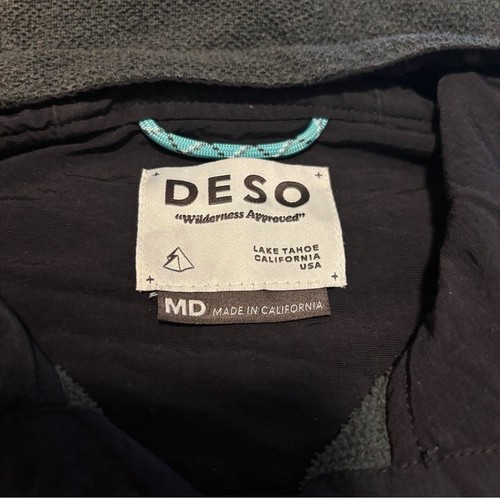 DESO
"Wilderness Approved"
LAKE TAHOE
CALIFORNIA
USA
MD MADE IN CALIFORNIA